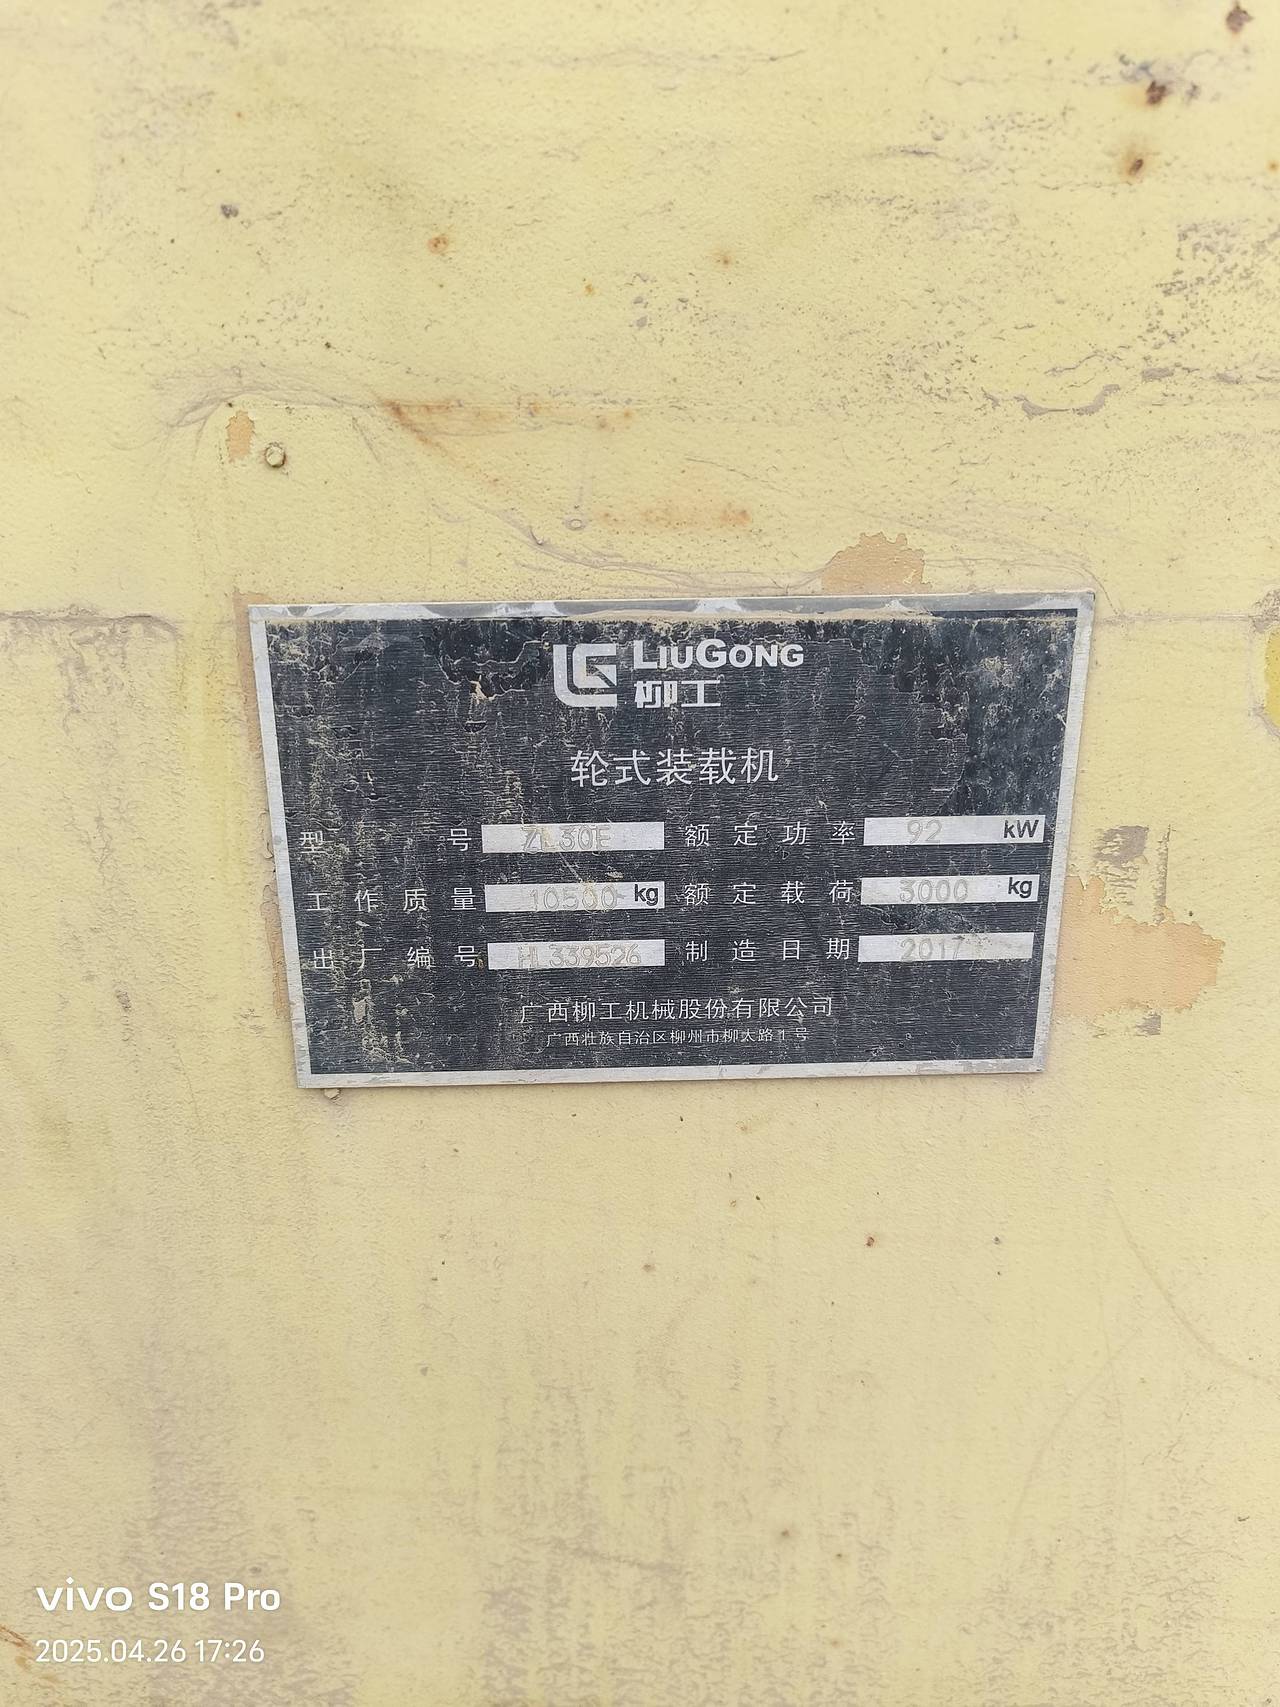 LIUGONG
柳工
轮式装载机
型号 ZL30E 额定功率 92 kW
工作质量 10500 kg 额定载荷 3000 kg
出厂编号 HL339526 制造日期 2017
广西柳工机械股份有限公司
广西壮族自治区柳州市柳太路1号
vivo S18 Pro
2025.04.26 17:26